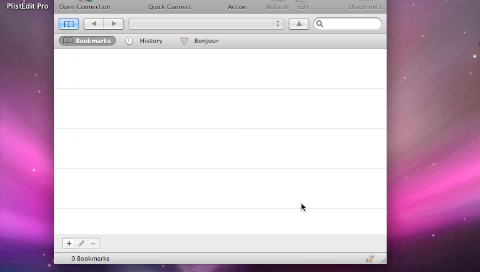 PlistEdit Pro
Open Connection Quick Connect Action Refresh Edit Disconnect
Bookmarks History Bonjour
0 Bookmarks